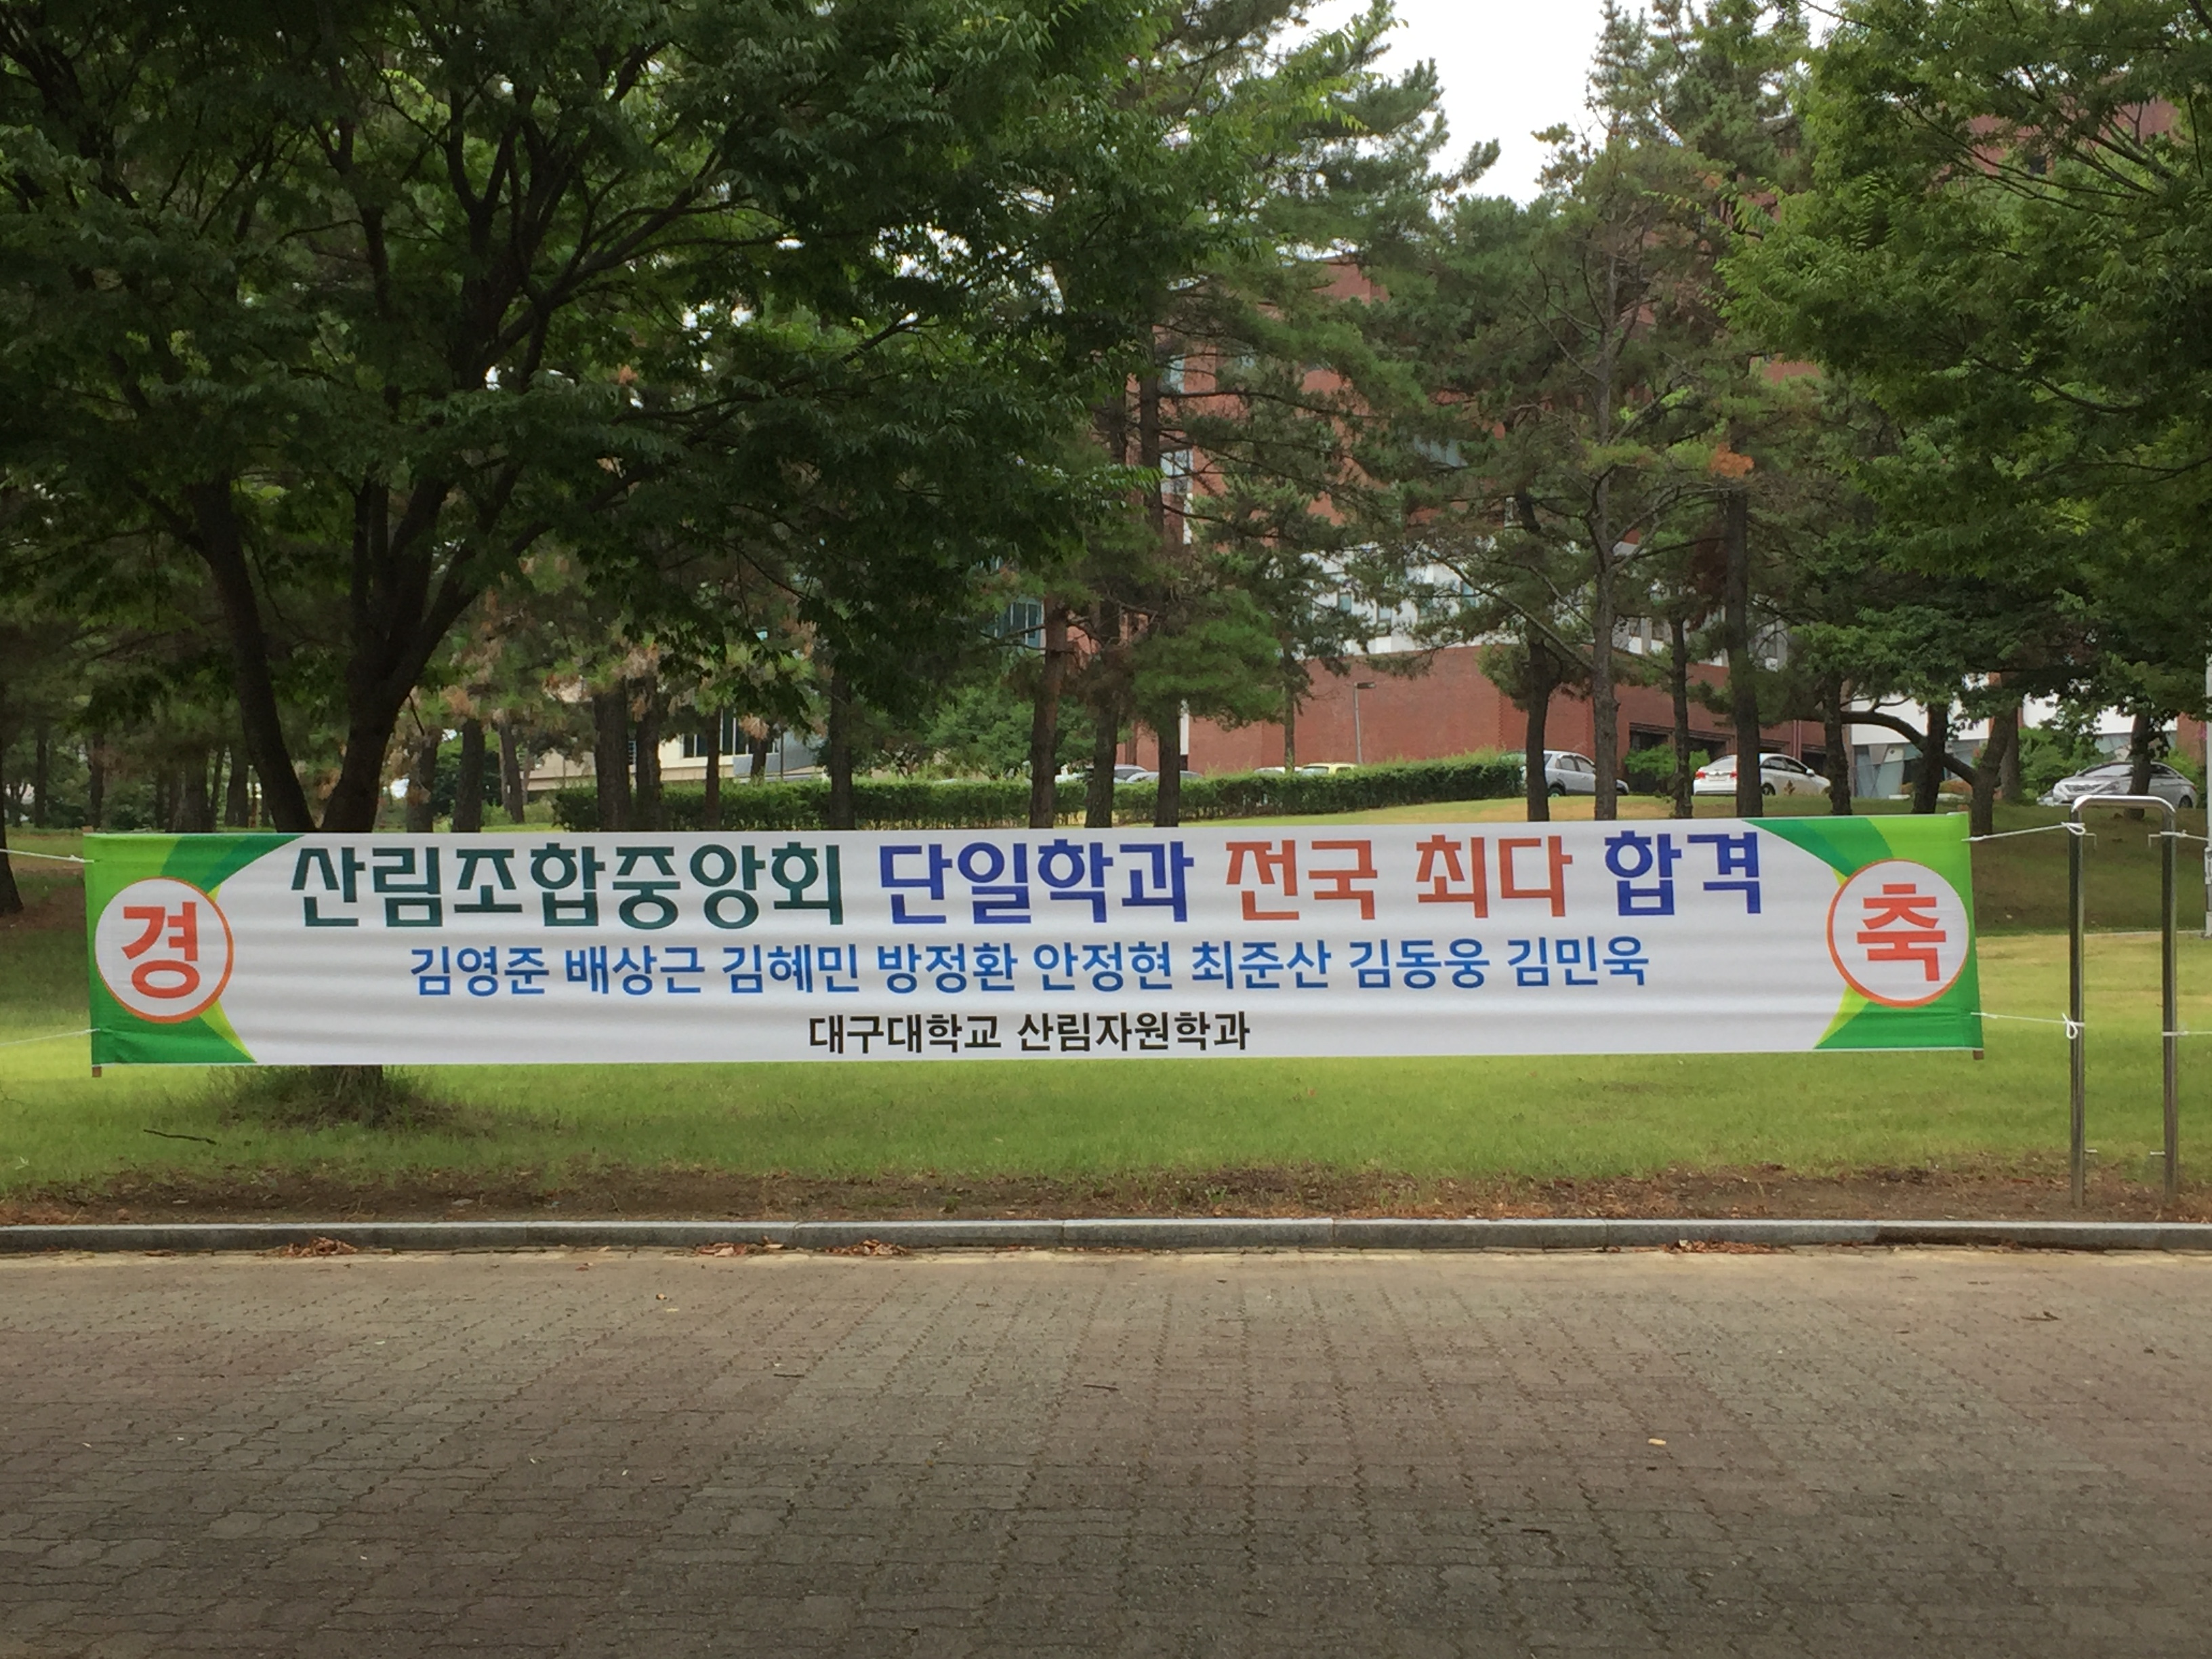 경 산림조합중앙회 단일학과 전국 최다 합격 축
김영준 배상근 김혜민 방정환 안정현 최준산 김동웅 김민욱
대구대학교 산림자원학과